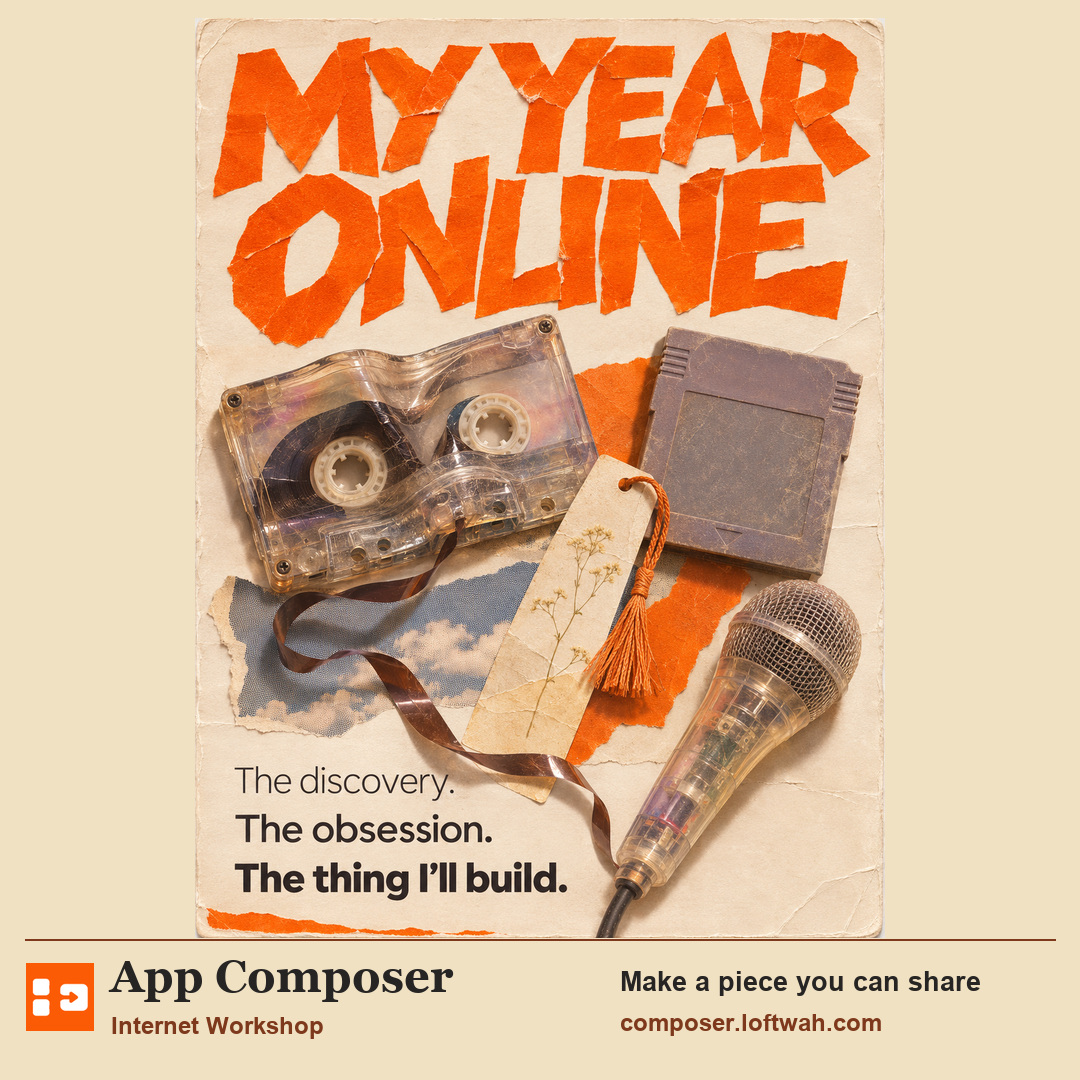 MY YEAR
ONLINE
The discovery.
The obsession.
The thing I'll build.
App Composer
Internet Workshop
Make a piece you can share
composer.loftwah.com